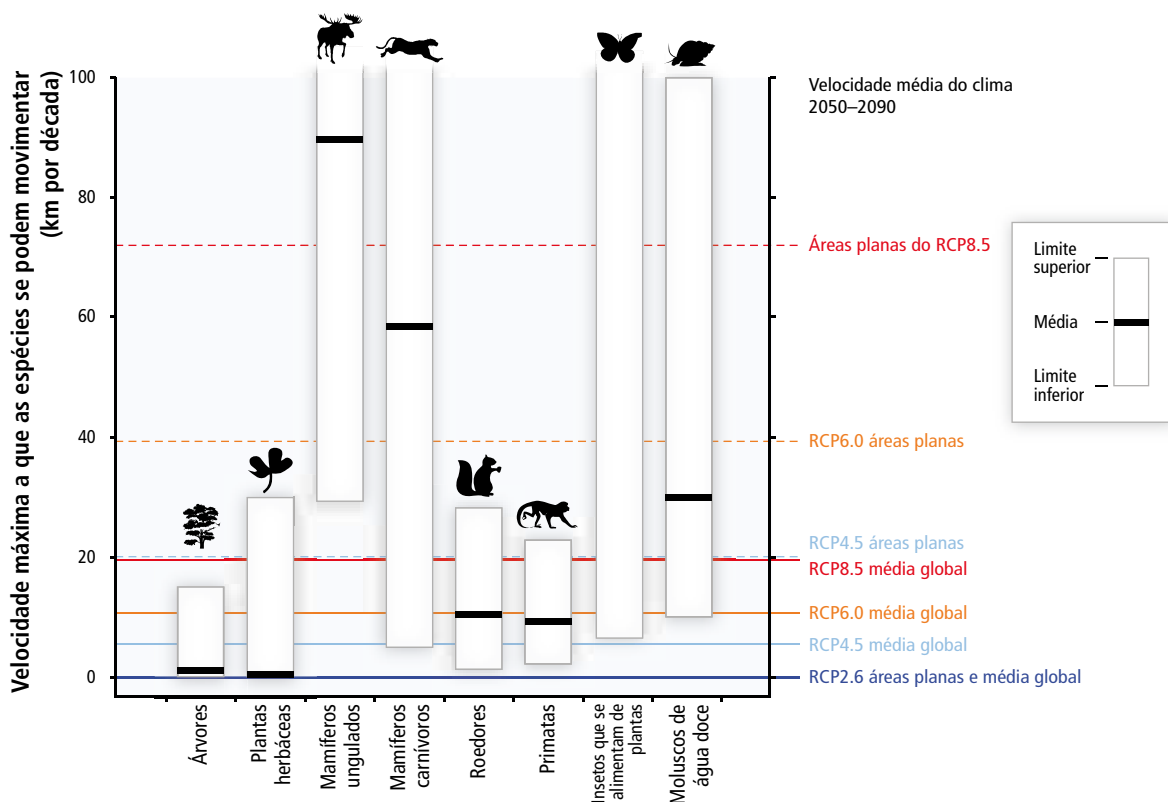 Velocidade máxima a que as espécies se podem movimentar
(km por década)
100
80
60
40
20
0
Árvores
Plantas
herbáceas
Mamíferos
ungulados
Mamíferos
carnívoros
Roedores
Primatas
Insetos que se
alimentam de
plantas
Moluscos de
água doce
Velocidade média do clima
2050–2090
Áreas planas do RCP8.5
RCP6.0 áreas planas
RCP4.5 áreas planas
RCP8.5 média global
RCP6.0 média global
RCP4.5 média global
RCP2.6 áreas planas e média global
Limite
superior
Média
Limite
inferior